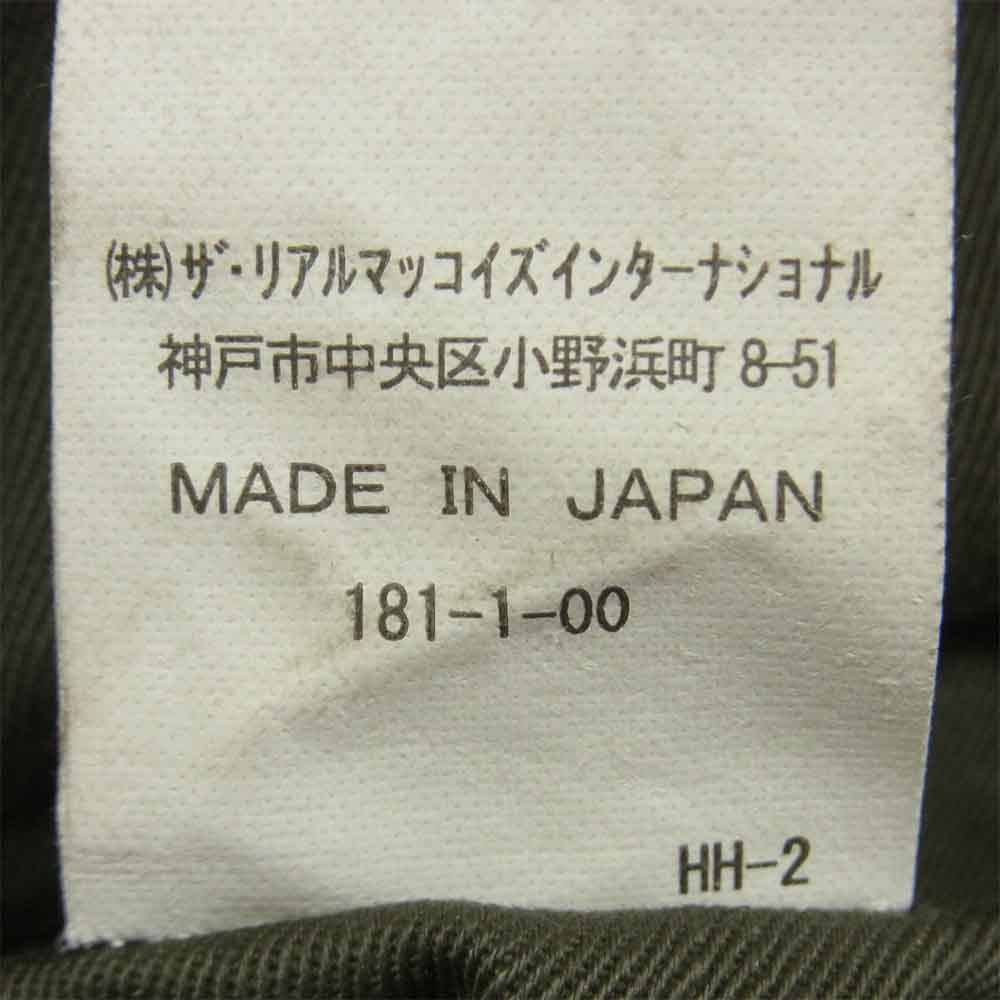 (株)ザ・リアルマッコイズインターナショナル
神戸市中央区小野浜町 8-51
MADE IN JAPAN
181-1-00
HH-2